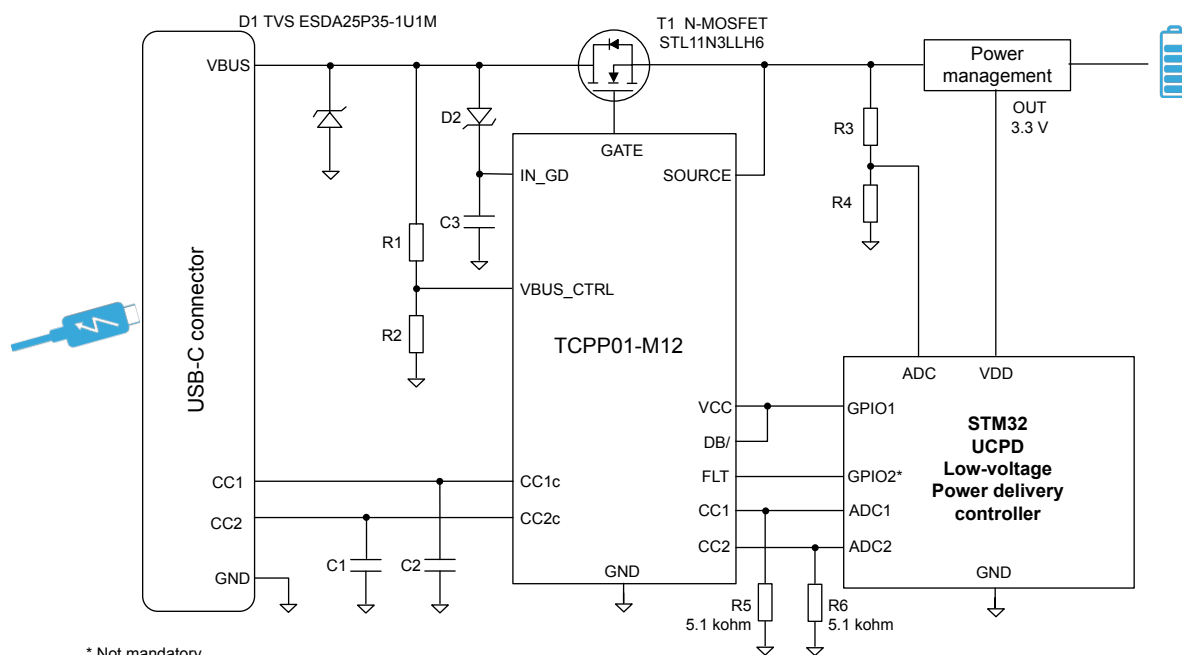 D1 TVS ESDA25P35-1U1M
T1 N-MOSFET
STL11N3LLH6
VBUS
Power
management
D2
OUT
3.3 V
R3
GATE
IN_GD
SOURCE
R4
C3
R1
USB-C connector
VBUS_CTRL
R2
TCPP01-M12
ADC
VDD
VCC
GPIO1
DB/
STM32
UCPD
Low-voltage
Power delivery
controller
FLT
GPIO2*
CC1
CC1c
CC1
ADC1
CC2
CC2c
CC2
ADC2
C1
C2
GND
GND
GND
R5
5.1 kohm
R6
5.1 kohm
* Not mandatory